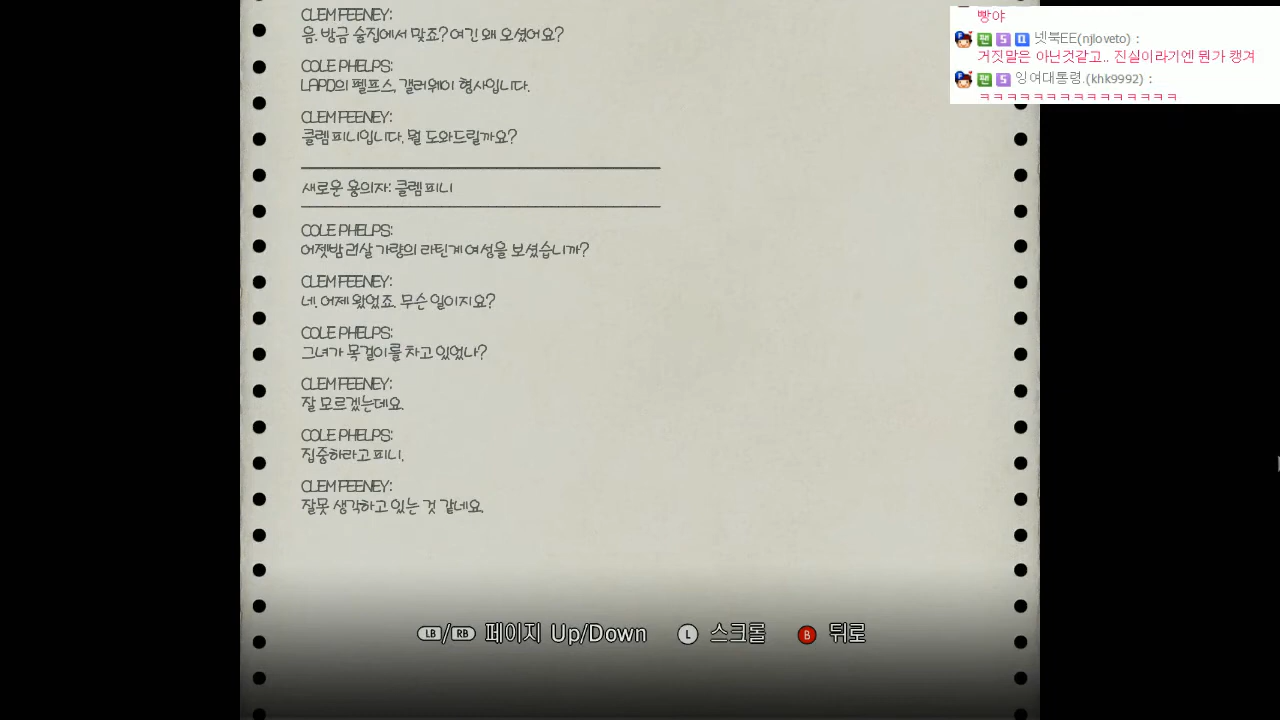 CLEM FEENEY:
음. 방금 술집에서 맞죠? 여긴 왜 오셨어요?
COLE PHELPS:
LAPD의 펠프스, 갤러웨이 형사입니다.
CLEM FEENEY:
클렘 피니입니다. 뭘 도와드릴까요?
새로운 용의자: 클렘 피니
COLE PHELPS:
어젯밤 가량의 라틴계 여성을 보셨습니까?
CLEM FEENEY:
네. 어제 왔었죠. 무슨 일이지요?
COLE PHELPS:
그녀가 목걸이를 차고 있었나?
CLEM FEENEY:
잘 모르겠는데요.
COLE PHELPS:
집중하라고 피니.
CLEM FEENEY:
잘못 생각하고 있는 것 같네요.
LB/RB 페이지 Up/Down L 스크롤 B 뒤로
빵야
팬 S 넷북EE(njloveto) :
거짓말은 아닌것같고.. 진실이라기엔 뭔가 캥겨
팬 S 잉여대통령.(khk9992) :
ㅋㅋㅋㅋㅋㅋㅋㅋㅋㅋㅋㅋㅋㅋㅋ